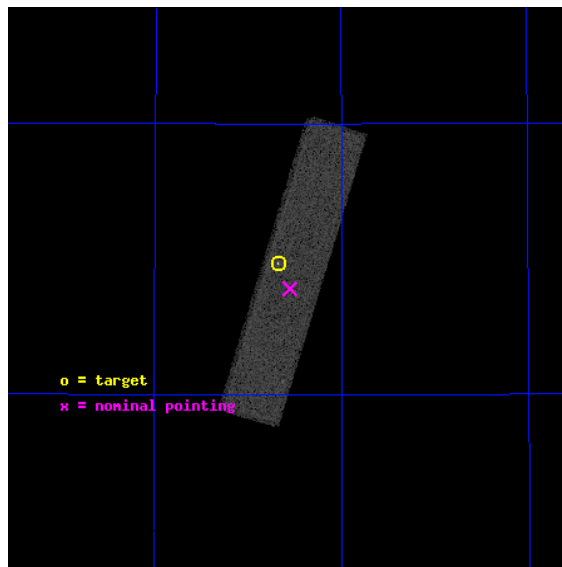 o = target
x = nominal pointing